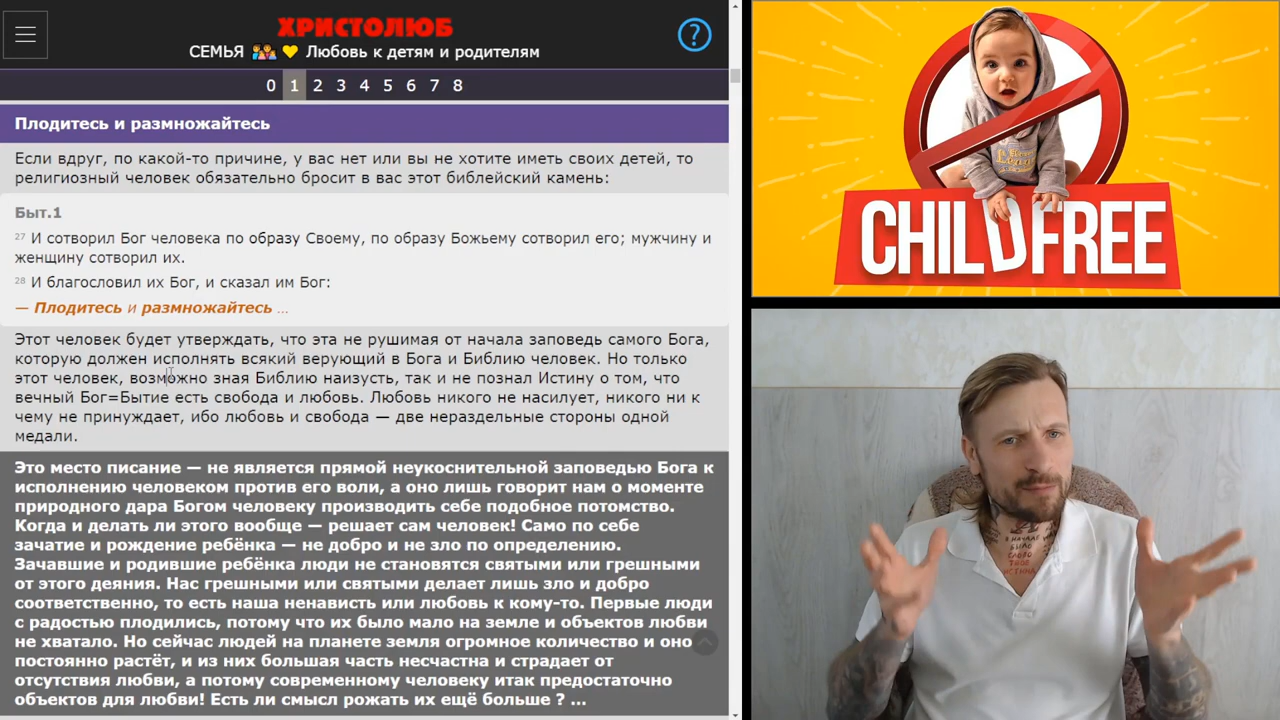 ХРИСТОЛЮБ
СЕМЬЯ 👨‍👩‍👧 💛 Любовь к детям и родителям
0 1 2 3 4 5 6 7 8
Плодитесь и размножайтесь
Если вдруг, по какой-то причине, у вас нет или вы не хотите иметь своих детей, то
религиозный человек обязательно бросит в вас этот библейский камень:
Быт.1
27 И сотворил Бог человека по образу Своему, по образу Божьему сотворил его; мужчину и
женщину сотворил их.
28 И благословил их Бог, и сказал им Бог:
— Плодитесь и размножайтесь ...
Этот человек будет утверждать, что эта не рушимая от начала заповедь самого Бога,
которую должен исполнять всякий верующий в Бога и Библию человек. Но только
этот человек, возможно зная Библию наизусть, так и не познал Истину о том, что
вечный Бог=Бытие есть свобода и любовь. Любовь никого не насилует, никого ни к
чему не принуждает, ибо любовь и свобода — две нераздельные стороны одной
медали.
Это место писание — не является прямой неукоснительной заповедью Бога к
исполнению человеком против его воли, а оно лишь говорит нам о моменте
природного дара Богом человеку производить себе подобное потомство.
Когда и делать ли этого вообще — решает сам человек! Само по себе
зачатие и рождение ребёнка — не добро и не зло по определению.
Зачавшие и родившие ребёнка люди не становятся святыми или грешными
от этого деяния. Нас грешными или святыми делает лишь зло и добро
соответственно, то есть наша ненависть или любовь к кому-то. Первые люди
с радостью плодились, потому что их было мало на земле и объектов любви
не хватало. Но сейчас людей на планете земля огромное количество и оно
постоянно растёт, и из них большая часть несчастна и страдает от
отсутствия любви, а потому современному человеку итак предостаточно
объектов для любви! Есть ли смысл рожать их ещё больше ? ...
CHILDFREE
В НАЧАЛЕ
БЫЛО
СЛОВО
ТВОЕ
ИСТИНА